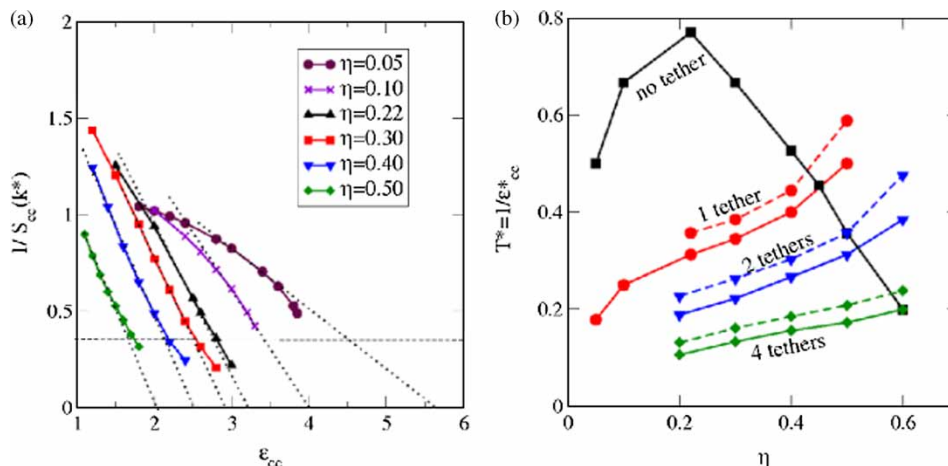 (a)
2
1.5
1
0.5
0
1/ S_cc(k*)
η=0.05
η=0.10
η=0.22
η=0.30
η=0.40
η=0.50
1 2 3 4 5 6
ε_cc
(b)
0.8
0.6
0.4
0.2
0
T*=1/ε*_cc
no tether
1 tether
2 tethers
4 tethers
0 0.2 0.4 0.6
η